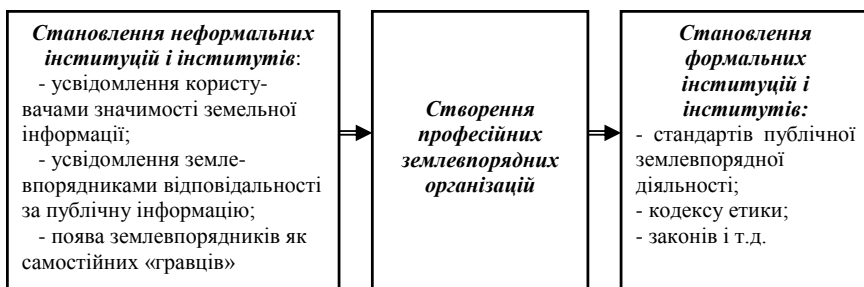 Становлення неформальних
інституцій і інститутів:
- усвідомлення користу-
вачами значимості земельної
інформації;
- усвідомлення земле-
впорядниками відповідальності
за публічну інформацію;
- поява землевпорядників як
самостійних «гравців»
Створення
професійних
землевпорядних
організацій
Становлення
формальних
інституцій і
інститутів:
- стандартів публічної
землевпорядної
діяльності;
- кодексу етики;
- законів і т.д.